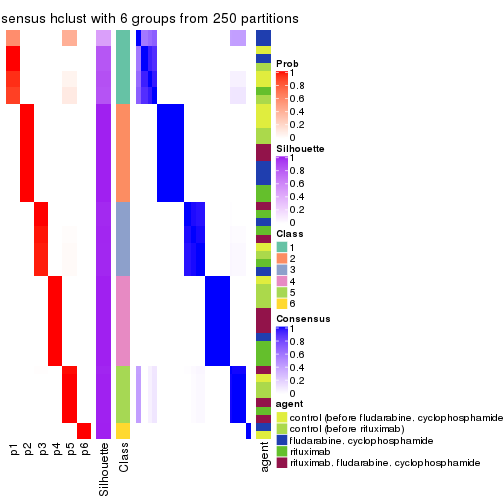 sensus hclust with 6 groups from 250 partitions
Prob
1
0.8
0.6
0.4
0.2
0
Silhouette
1
0.8
0.6
0.4
0.2
0
Class
1
2
3
4
5
6
Consensus
1
0.8
0.6
0.4
0.2
0
agent
control (before fludarabine. cyclophosphamide
control (before rituximab)
fludarabine. cyclophosphamide
rituximab
rituximab. fludarabine. cyclophosphamide
p1
p2
p3
p4
p5
p6
Silhouette
Class
agent